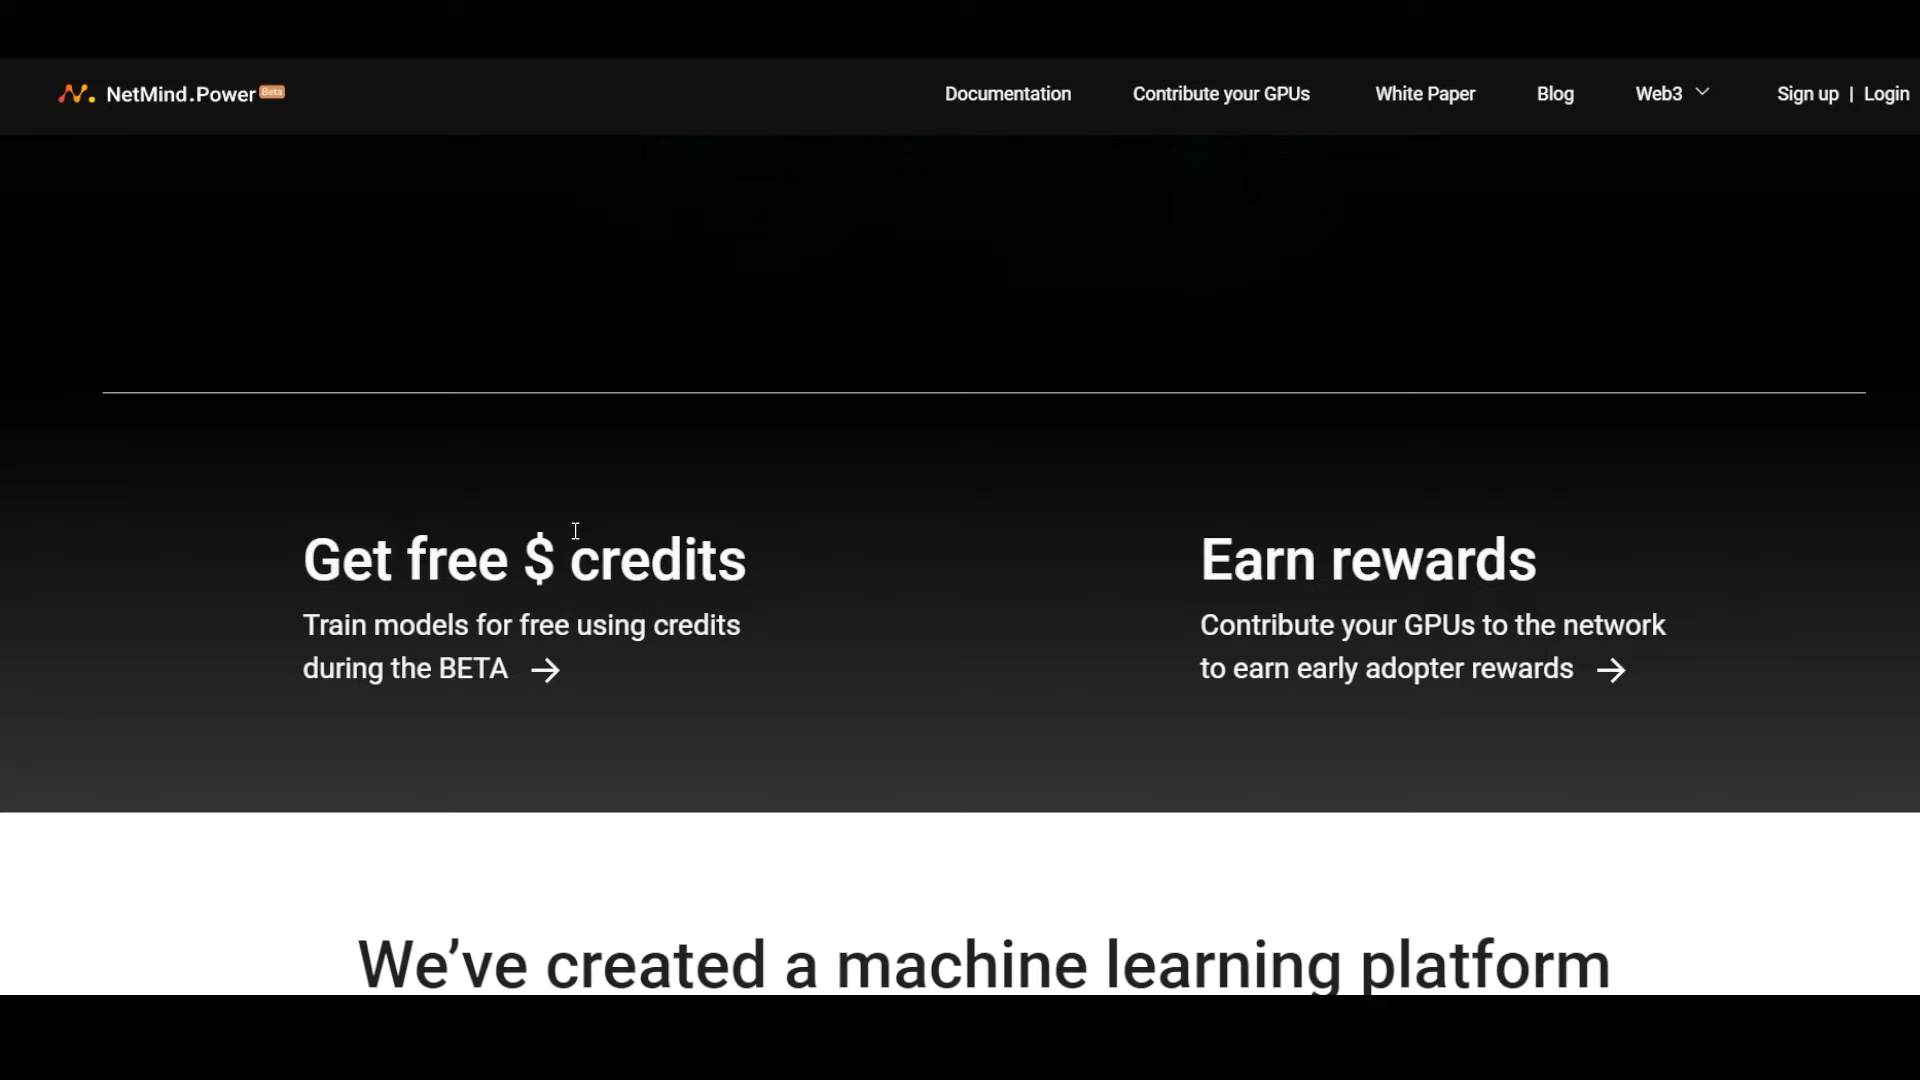 NetMind.Power Beta
Documentation Contribute your GPUs White Paper Blog Web3 Sign up | Login
Get free $ credits
Train models for free using credits
during the BETA →
Earn rewards
Contribute your GPUs to the network
to earn early adopter rewards →
We’ve created a machine learning platform